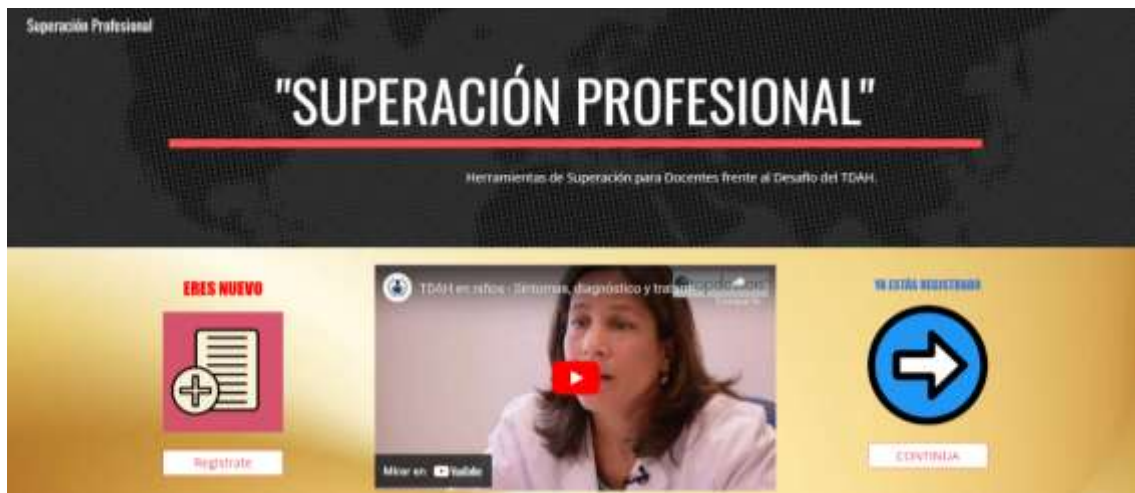 Superación Profesional
"SUPERACIÓN PROFESIONAL"
Herramientas de Superación para Docentes frente al Desafío del TDAH.
ERES NUEVO
TDAH en niños - Síntomas, diagnóstico y
YA ESTÁS REGISTRADO
Mirar en YouTube
Regístrate
CONTINUA